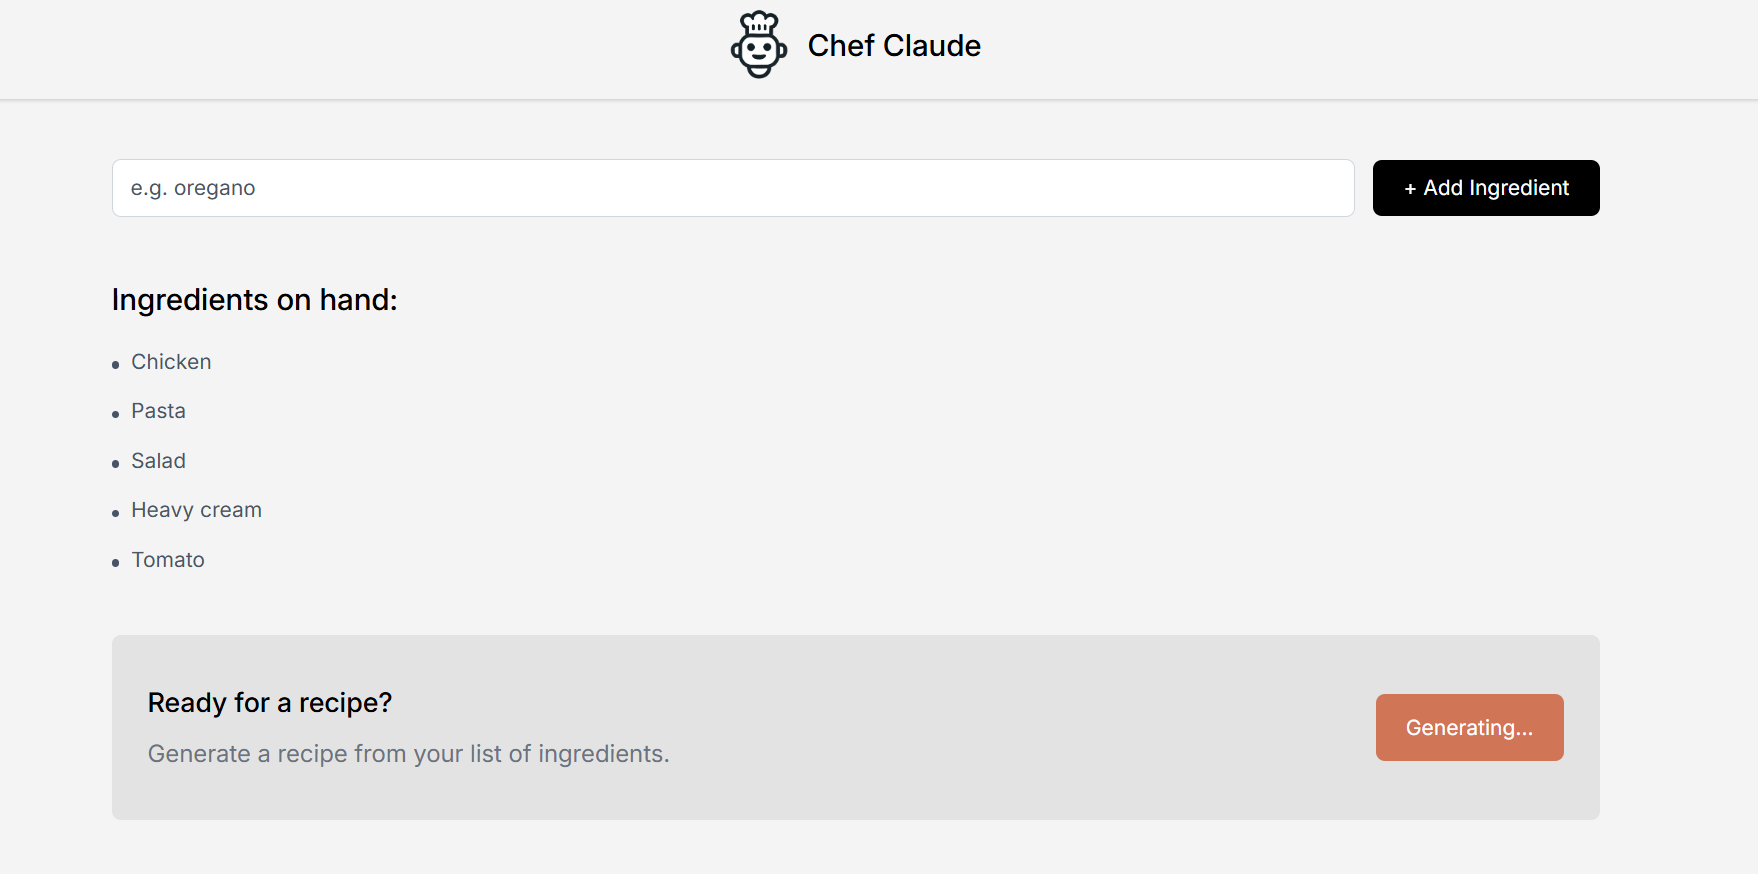 Chef Claude
e.g. oregano
+ Add Ingredient
Ingredients on hand:
Chicken
Pasta
Salad
Heavy cream
Tomato
Ready for a recipe?
Generate a recipe from your list of ingredients.
Generating...